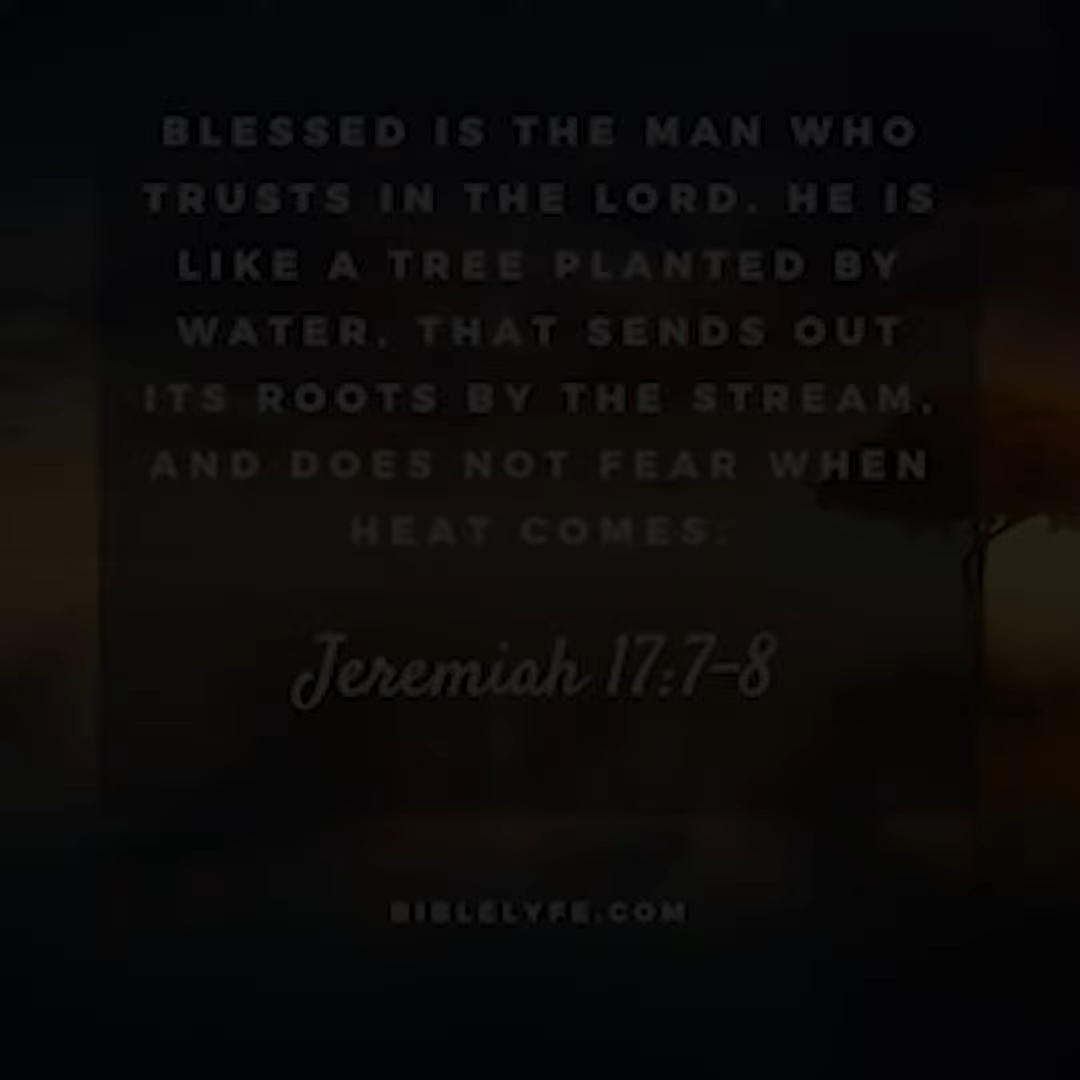 BLESSED IS THE MAN WHO
TRUSTS IN THE LORD. HE IS
LIKE A TREE PLANTED BY
WATER, THAT SENDS OUT
ITS ROOTS BY THE STREAM,
AND DOES NOT FEAR WHEN
HEAT COMES.
Jeremiah 17:7-8
BIBLELYFE.COM